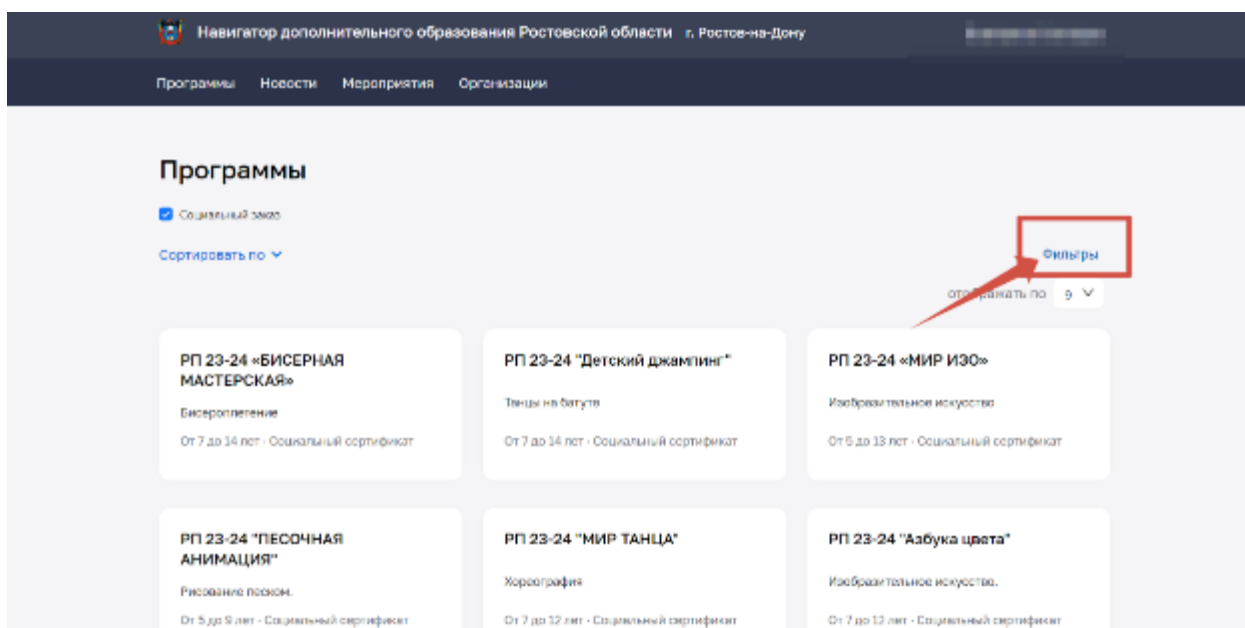 Навигатор дополнительного образования Ростовской области г. Ростов-на-Дону
Программы Новости Мероприятия Организации
Программы
Социальный заказ
Сортировать по
Фильтры
отображать по 9
РП 23-24 «БИСЕРНАЯ
МАСТЕРСКАЯ»
Бисероплетение
От 7 до 14 лет · Социальный сертификат
РП 23-24 "Детский джампинг"
Танцы на батуте
От 7 до 14 лет · Социальный сертификат
РП 23-24 «МИР ИЗО»
Изобразительное искусство
От 5 до 13 лет · Социальный сертификат
РП 23-24 "ПЕСОЧНАЯ
АНИМАЦИЯ"
Рисование песком.
От 5 до 9 лет · Социальный сертификат
РП 23-24 "МИР ТАНЦА"
Хореография
От 7 до 12 лет · Социальный сертификат
РП 23-24 "Азбука цвета"
Изобразительное искусство.
От 7 до 12 лет · Социальный сертификат